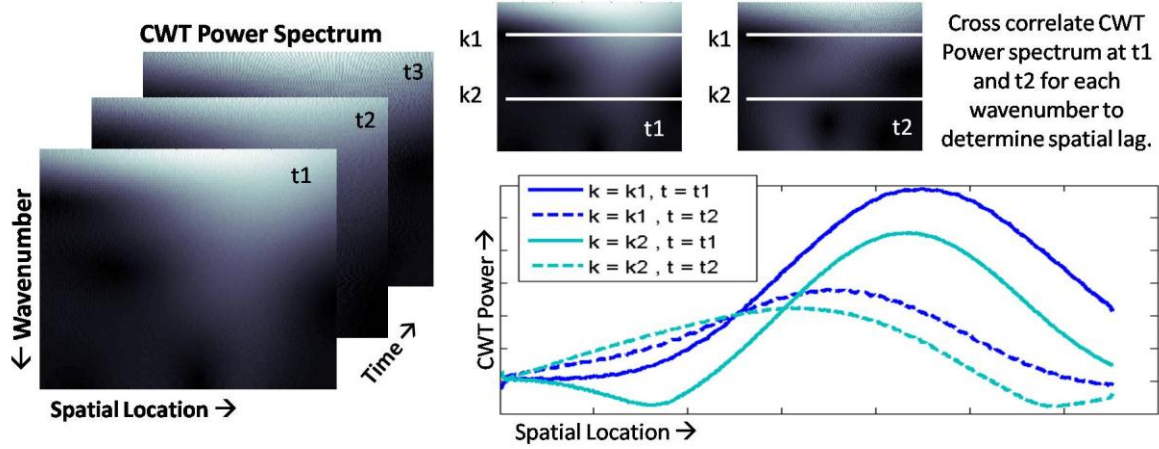 CWT Power Spectrum
t3
t2
t1
← Wavenumber
Time →
Spatial Location →
k1
k2
t1
k1
k2
t2
Cross correlate CWT
Power spectrum at t1
and t2 for each
wavenumber to
determine spatial lag.
k = k1, t = t1
k = k1 , t = t2
k = k2 , t = t1
k = k2 , t = t2
CWT Power →
Spatial Location →